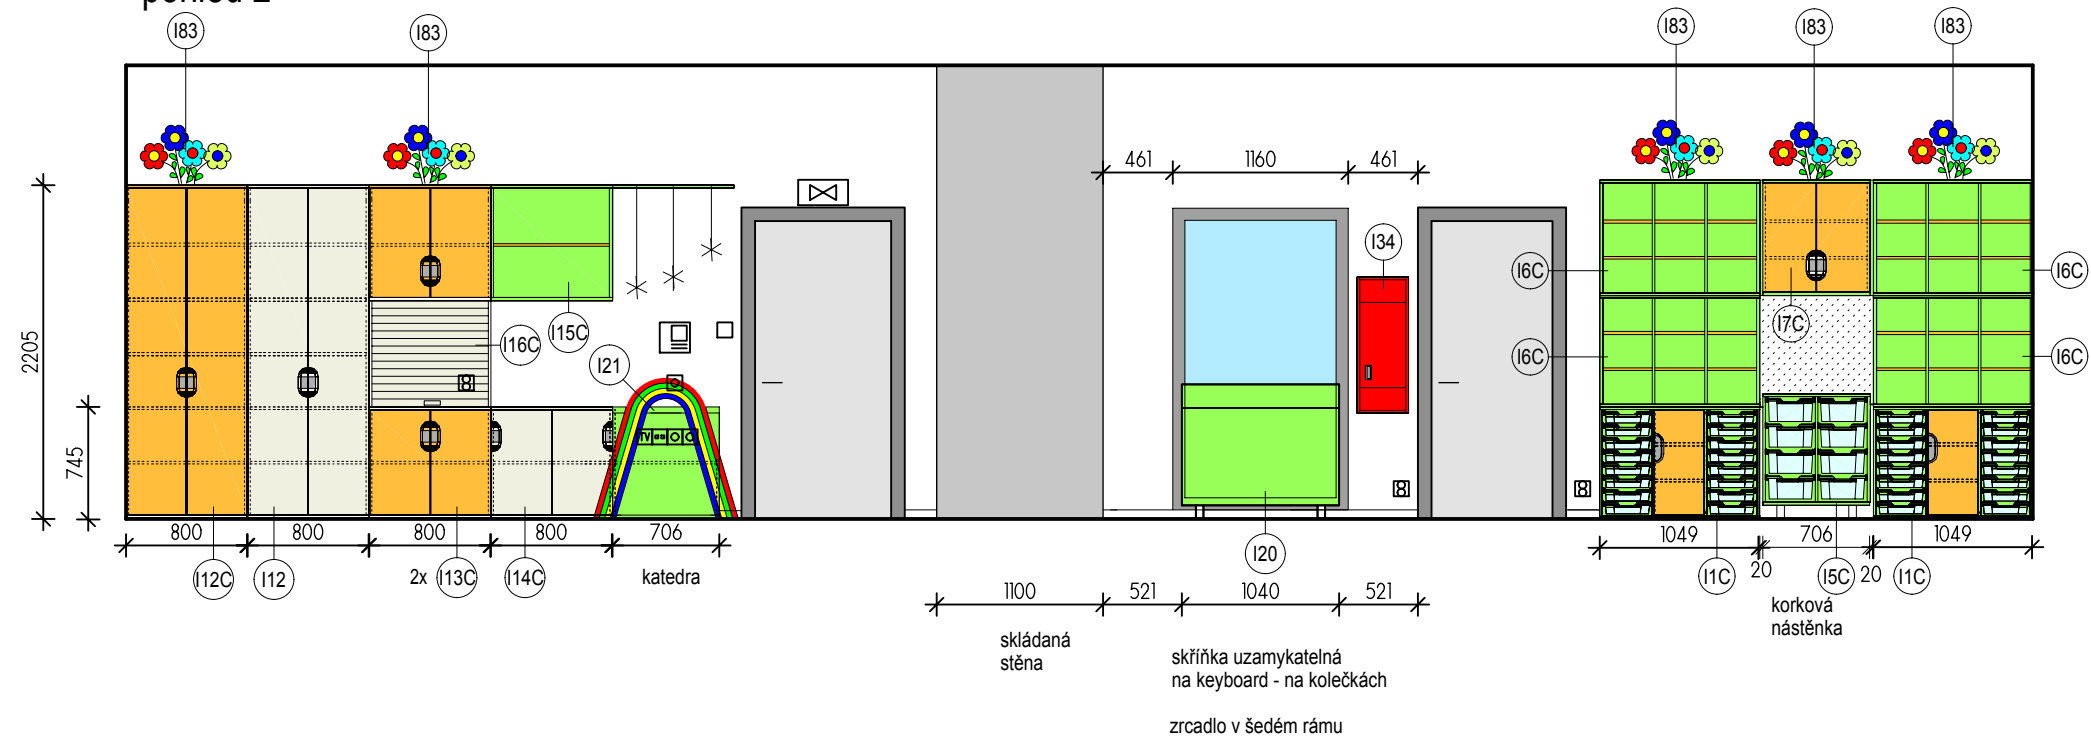 I83 I83 I83 I83 I83
461 1160 461
I34
I6C I6C
I15C I7C
I16C
2205
I21 I6C I6C
TV
745
800 800 800 800 706 1049 706 1049
I20
20 20
I12C I12 2x I13C I14C katedra I1C I5C I1C
1100 521 1040 521
korková
nástěnka
skládaná
stěna
skříňka uzamykatelná
na keyboard - na kolečkách
zrcadlo v šedém rámu